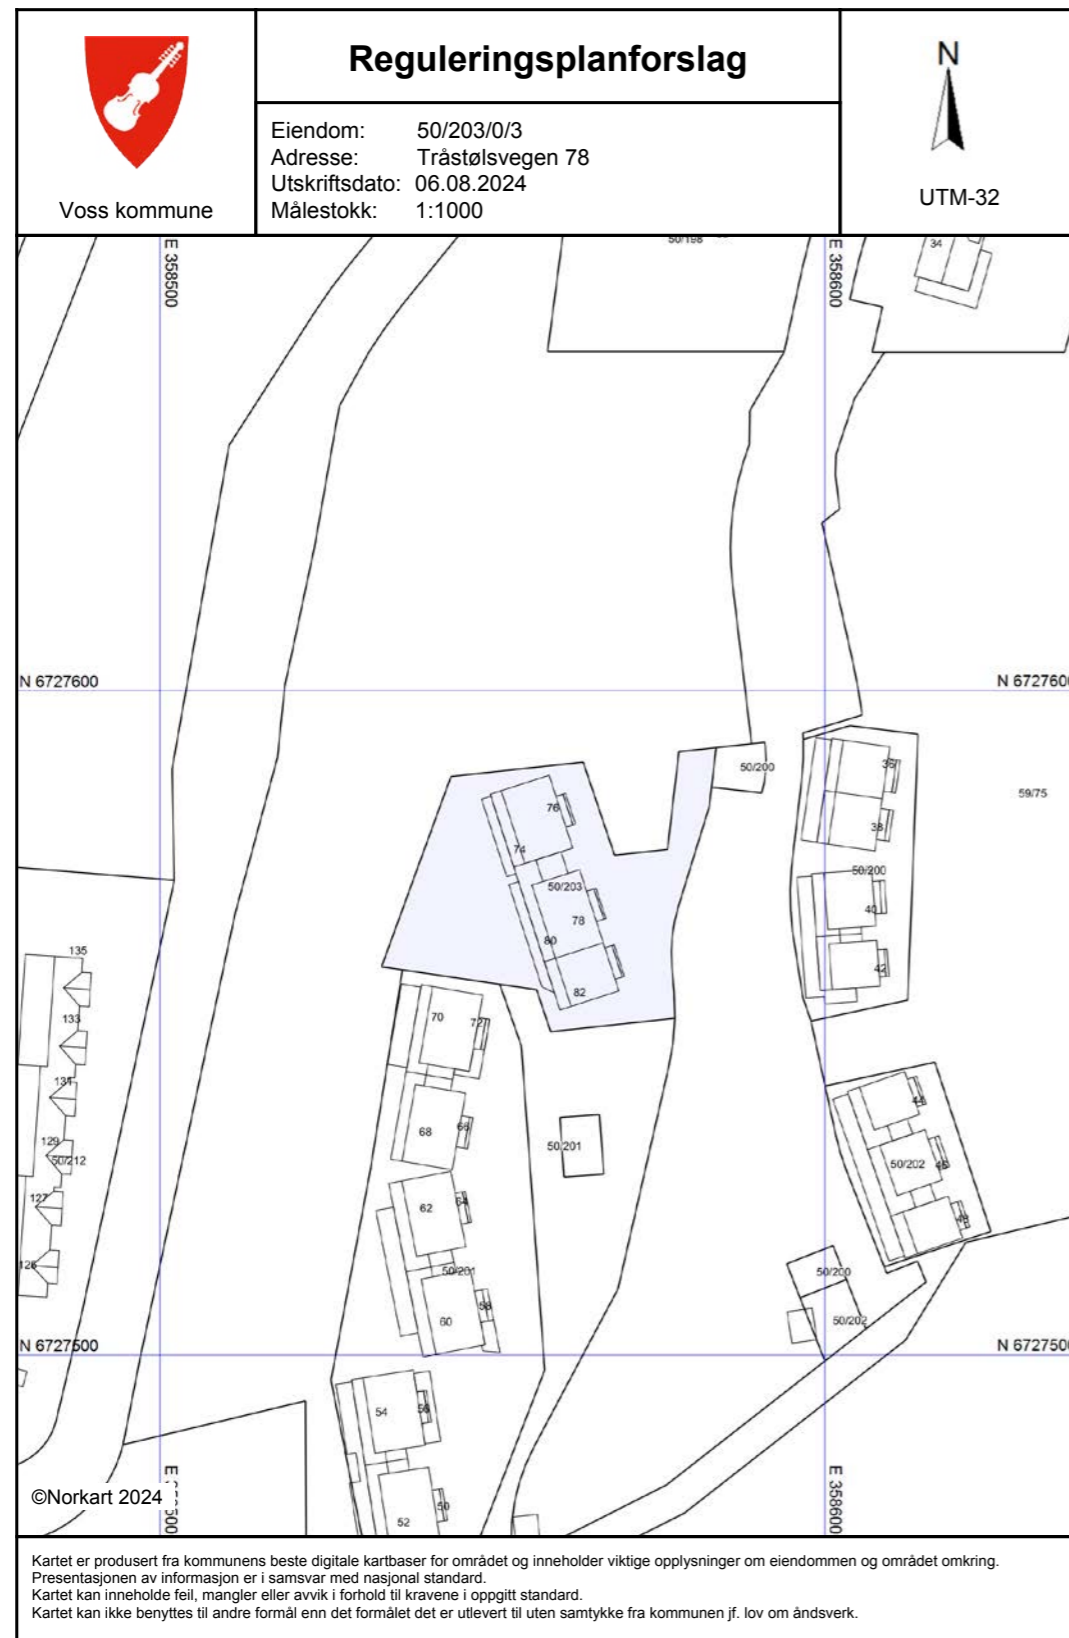 Reguleringsplanforslag
Eiendom: 50/203/0/3
Adresse: Tråstølsvegen 78
Utskriftsdato: 06.08.2024
Målestokk: 1:1000
Voss kommune
N
UTM-32
E 358500
50/198
E 358600
34
N 6727600
N 6727600
50/200
36
59/75
76
38
74
50/200
50/203
40
78
80
42
135
82
70
72
133
131
44
68
66
129
50/201
50/212
50/202
46
127
62
64
125
50/201
50/200
58
60
50/202
N 6727500
N 6727500
54
56
E 358600
©Norkart 2024
50
52
Kartet er produsert fra kommunens beste digitale kartbaser for området og inneholder viktige opplysninger om eiendommen og området omkring.
Presentasjonen av informasjon er i samsvar med nasjonal standard.
Kartet kan inneholde feil, mangler eller avvik i forhold til kravene i oppgitt standard.
Kartet kan ikke benyttes til andre formål enn det formålet det er utlevert til uten samtykke fra kommunen jf. lov om åndsverk.